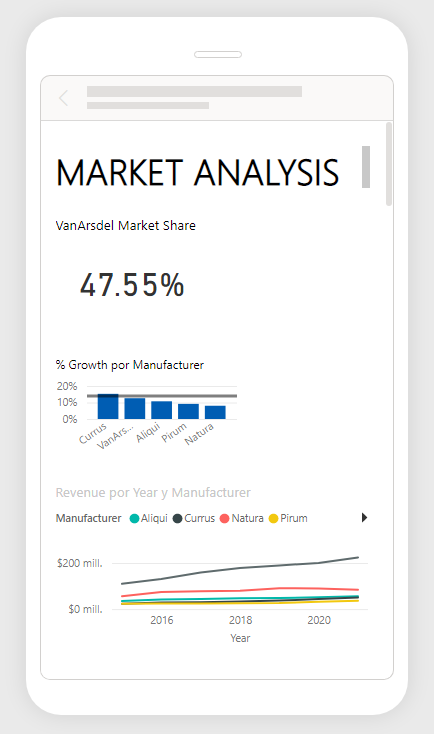 MARKET ANALYSIS
VanArsdel Market Share
47.55%
% Growth por Manufacturer
20%
10%
0%
Currus VanArs... Aliqui Pirum Natura
Revenue por Year y Manufacturer
Manufacturer Aliqui Currus Natura Pirum
$200 mill.
$0 mill.
2016 2018 2020
Year